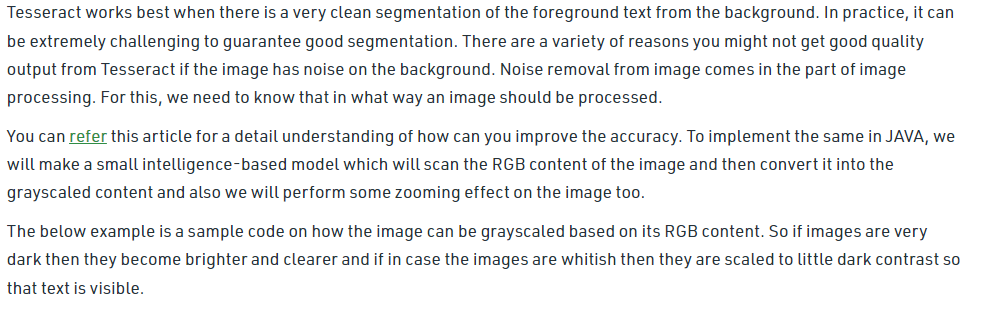 Tesseract works best when there is a very clean segmentation of the foreground text from the background. In practice, it can
be extremely challenging to guarantee good segmentation. There are a variety of reasons you might not get good quality
output from Tesseract if the image has noise on the background. Noise removal from image comes in the part of image
processing. For this, we need to know that in what way an image should be processed.
You can refer this article for a detail understanding of how can you improve the accuracy. To implement the same in JAVA, we
will make a small intelligence-based model which will scan the RGB content of the image and then convert it into the
grayscaled content and also we will perform some zooming effect on the image too.
The below example is a sample code on how the image can be grayscaled based on its RGB content. So if images are very
dark then they become brighter and clearer and if in case the images are whitish then they are scaled to little dark contrast so
that text is visible.